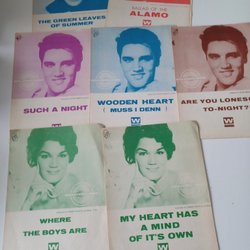 THE GREEN LEAVES
OF SUMMER
BALLAD OF THE
ALAMO
W
SUCH A NIGHT
W
WOODEN HEART
( MUSS I DENN )
W
ARE YOU LONESO
TO-NIGHT?
W
WHERE
THE BOYS ARE
W
MY HEART HAS
A MIND
OF IT'S OWN
W